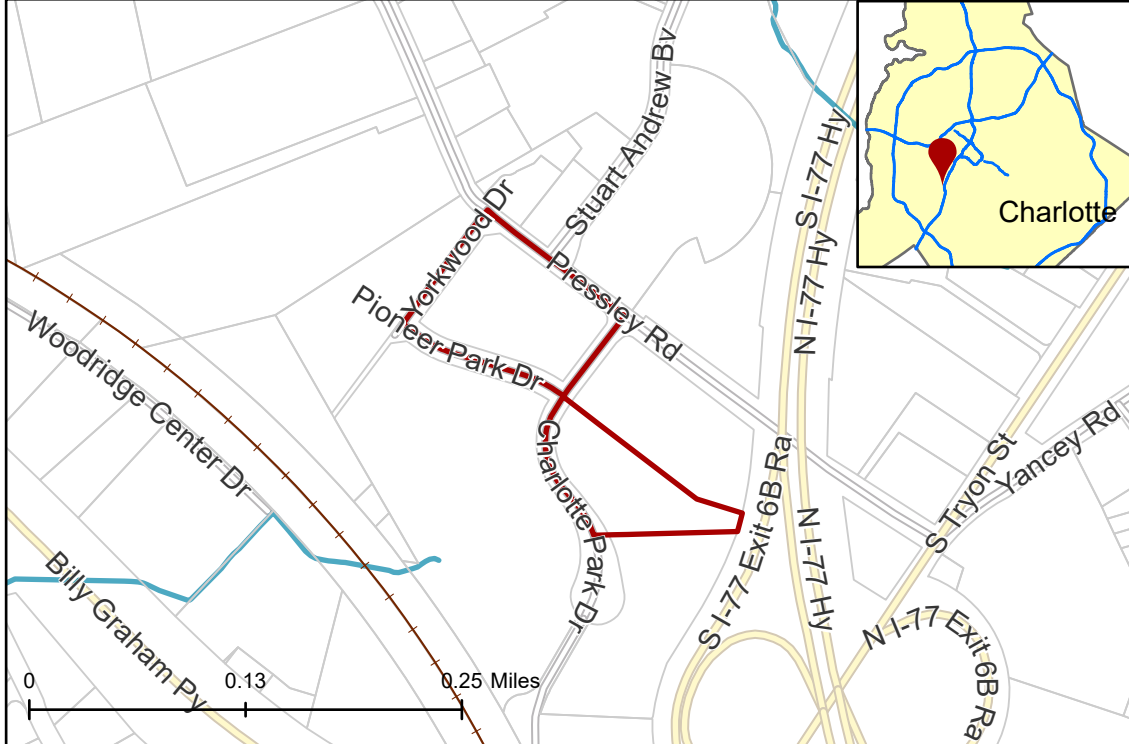 Stuart Andrew Bv
S I-77 Hy
N I-77 Hy
Charlotte
Yorkwood Dr
Pressley Rd
Pioneer Park Dr
Woodridge Center Dr
Charlotte Park Dr
S I-77 Exit 6B Ra
N I-77 Hy
S Tryon St
Yancey Rd
Billy Graham Py
N I-77 Exit 6B Ra
0 0.13 0.25 Miles